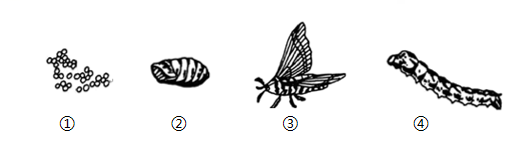 ① ② ③ ④